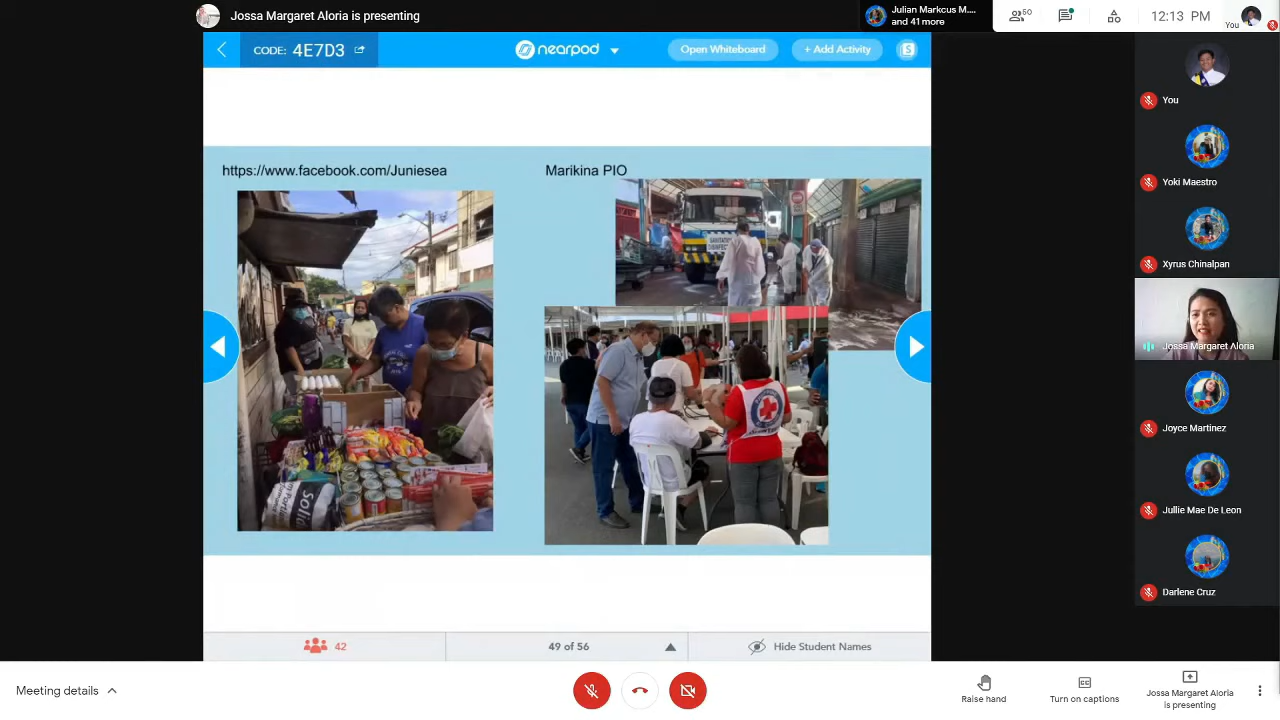 Jossa Margaret Aloria is presenting
Julian Markcus M....
and 41 more
50
12:13 PM
You
CODE: 4E7D3
nearpod
Open Whiteboard
+ Add Activity
S
https://www.facebook.com/Juniesea
Marikina PIO
You
Yoki Maestro
Xyrus Chinalpan
Jossa Margaret Aloria
Joyce Martinez
Jullie Mae De Leon
Darlene Cruz
42
49 of 56
Hide Student Names
Meeting details
Raise hand
Turn on captions
Jossa Margaret Aloria
is presenting